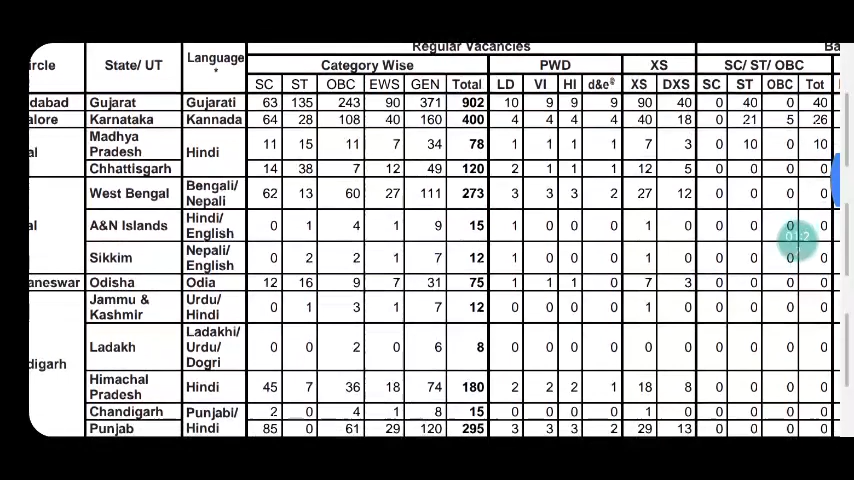 Regular Vacancies Ba
ircle State/ UT Language * Category Wise PWD XS SC/ ST/ OBC
SC ST OBC EWS GEN Total LD VI HI d&e@ XS DXS SC ST OBC Tot
dabad Gujarat Gujarati 63 135 243 90 371 902 10 9 9 9 90 40 0 40 0 40
alore Karnataka Kannada 64 28 108 40 160 400 4 4 4 4 40 18 0 21 5 26
al Madhya Pradesh Hindi 11 15 11 7 34 78 1 1 1 1 7 3 0 10 0 10
Chhattisgarh 14 38 7 12 49 120 2 1 1 1 12 5 0 0 0 0
West Bengal Bengali/ Nepali 62 13 60 27 111 273 3 3 3 2 27 12 0 0 0 0
al A&N Islands Hindi/ English 0 1 4 1 9 15 1 0 0 0 1 0 0 0 0 0
Sikkim Nepali/ English 0 2 2 1 7 12 1 0 0 0 1 0 0 0 0 0
aneswar Odisha Odia 12 16 9 7 31 75 1 1 1 0 7 3 0 0 0 0
Jammu & Kashmir Urdu/ Hindi 0 1 3 1 7 12 0 0 0 0 1 0 0 0 0 0
digarh Ladakh Ladakhi/ Urdu/ Dogri 0 0 2 0 6 8 0 0 0 0 0 0 0 0 0 0
Himachal Pradesh Hindi 45 7 36 18 74 180 2 2 2 1 18 8 0 0 0 0
Chandigarh Punjabi/ Hindi 2 0 4 1 8 15 0 0 0 0 1 0 0 0 0 0
Punjab 85 0 61 29 120 295 3 3 3 2 29 13 0 0 0 0